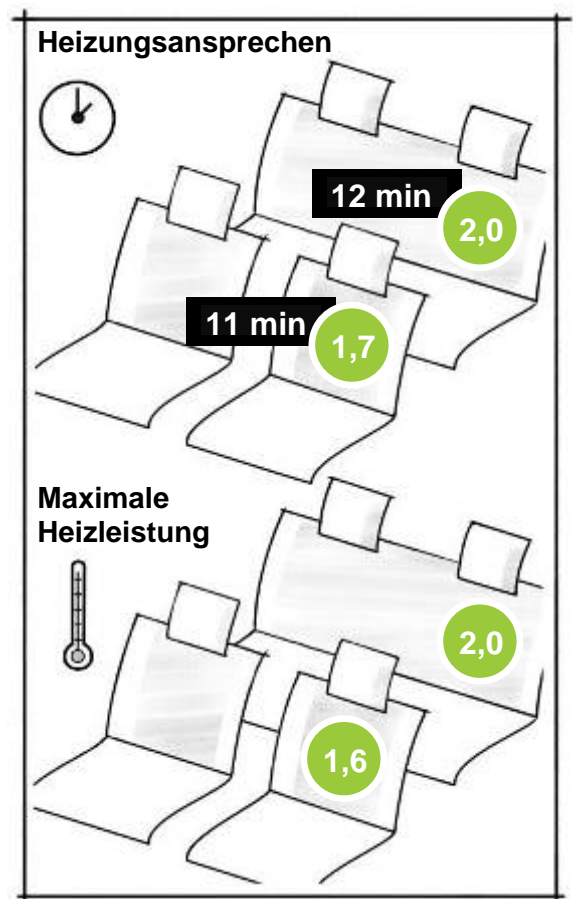 Heizungsansprechen
12 min
2,0
11 min
1,7
Maximale
Heizleistung
2,0
1,6